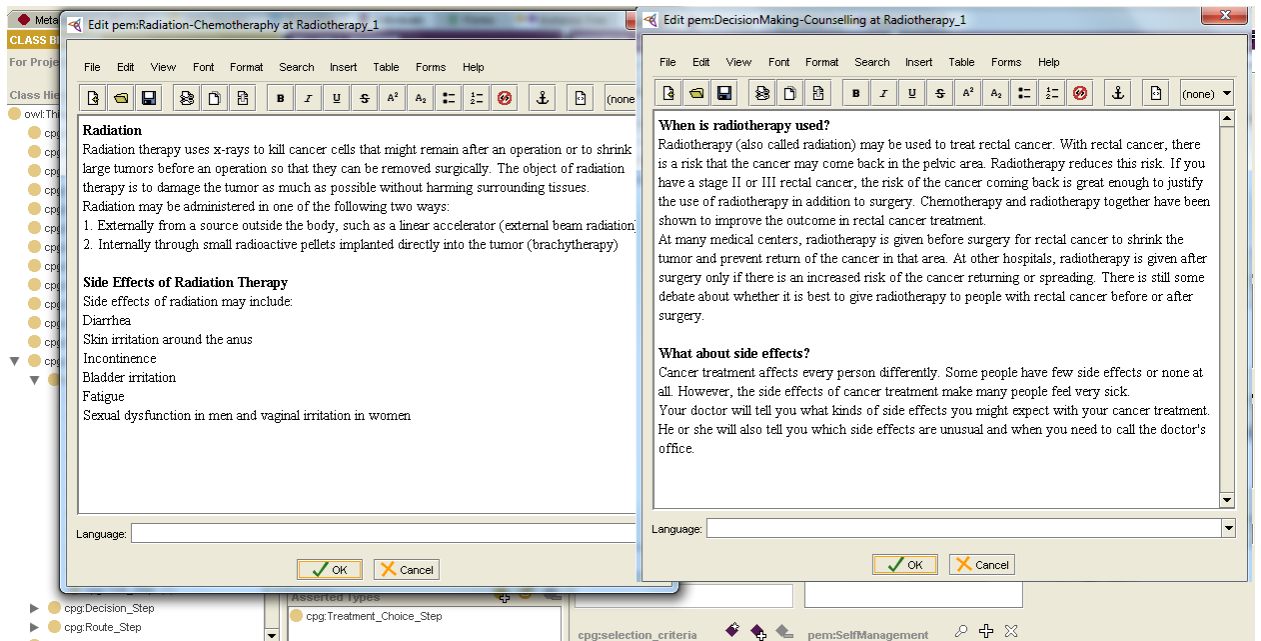 Meta
CLASS B
For Proje
Class Hie
owl:Thi
cpg
cpg
cpg
cpg
cpg
cpg
cpg
cpg
cpg
cpg
cpg
cpg
cpg
cpg:Decision_Step
cpg:Route_Step
Edit pem:Radiation-Chemotheraphy at Radiotherapy_1
File Edit View Font Format Search Insert Table Forms Help
B I U S A² A₂ (none
Radiation
Radiation therapy uses x-rays to kill cancer cells that might remain after an operation or to shrink
large tumors before an operation so that they can be removed surgically. The object of radiation
therapy is to damage the tumor as much as possible without harming surrounding tissues.
Radiation may be administered in one of the following two ways:
1. Externally from a source outside the body, such as a linear accelerator (external beam radiation)
2. Internally through small radioactive pellets implanted directly into the tumor (brachytherapy)
Side Effects of Radiation Therapy
Side effects of radiation may include:
Diarrhea
Skin irritation around the anus
Incontinence
Bladder irritation
Fatigue
Sexual dysfunction in men and vaginal irritation in women
Language:
OK Cancel
Asserted Types
cpg:Treatment_Choice_Step
Edit pem:DecisionMaking-Counselling at Radiotherapy_1
File Edit View Font Format Search Insert Table Forms Help
B I U S A² A₂ (none)
When is radiotherapy used?
Radiotherapy (also called radiation) may be used to treat rectal cancer. With rectal cancer, there
is a risk that the cancer may come back in the pelvic area. Radiotherapy reduces this risk. If you
have a stage II or III rectal cancer, the risk of the cancer coming back is great enough to justify
the use of radiotherapy in addition to surgery. Chemotherapy and radiotherapy together have been
shown to improve the outcome in rectal cancer treatment.
At many medical centers, radiotherapy is given before surgery for rectal cancer to shrink the
tumor and prevent return of the cancer in that area. At other hospitals, radiotherapy is given after
surgery only if there is an increased risk of the cancer returning or spreading. There is still some
debate about whether it is best to give radiotherapy to people with rectal cancer before or after
surgery.
What about side effects?
Cancer treatment affects every person differently. Some people have few side effects or none at
all. However, the side effects of cancer treatment make many people feel very sick.
Your doctor will tell you what kinds of side effects you might expect with your cancer treatment.
He or she will also tell you which side effects are unusual and when you need to call the doctor's
office.
Language:
OK Cancel
cpg:selection_criteria
pem:SelfManagement